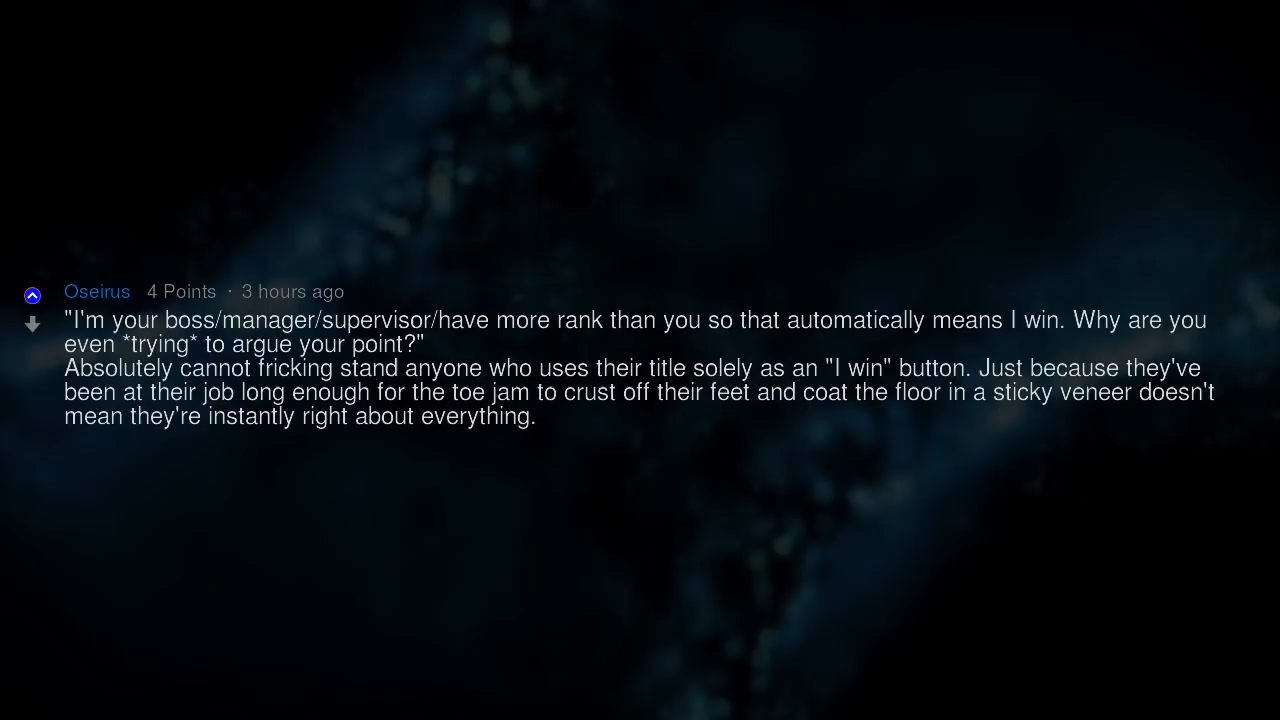 Oseirus 4 Points · 3 hours ago
"I'm your boss/manager/supervisor/have more rank than you so that automatically means I win. Why are you
even *trying* to argue your point?"
Absolutely cannot fricking stand anyone who uses their title solely as an "I win" button. Just because they've
been at their job long enough for the toe jam to crust off their feet and coat the floor in a sticky veneer doesn't
mean they're instantly right about everything.